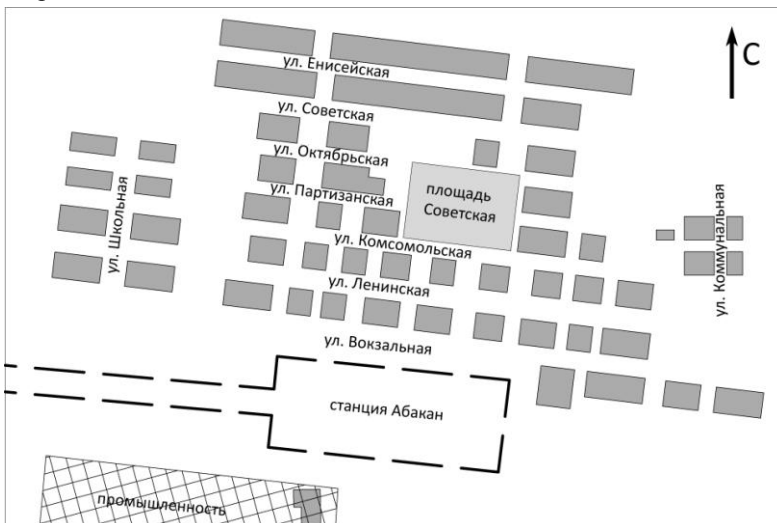 С
ул. Енисейская
ул. Советская
ул. Октябрьская
ул. Партизанская
площадь
Советская
ул. Школьная
ул. Комсомольская
ул. Коммунальная
ул. Ленинская
ул. Вокзальная
станция Абакан
промышленность